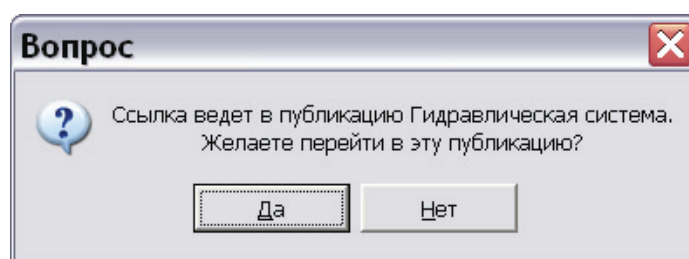 Вопрос
Ссылка ведет в публикацию Гидравлическая система.
Желаете перейти в эту публикацию?
Да
Нет